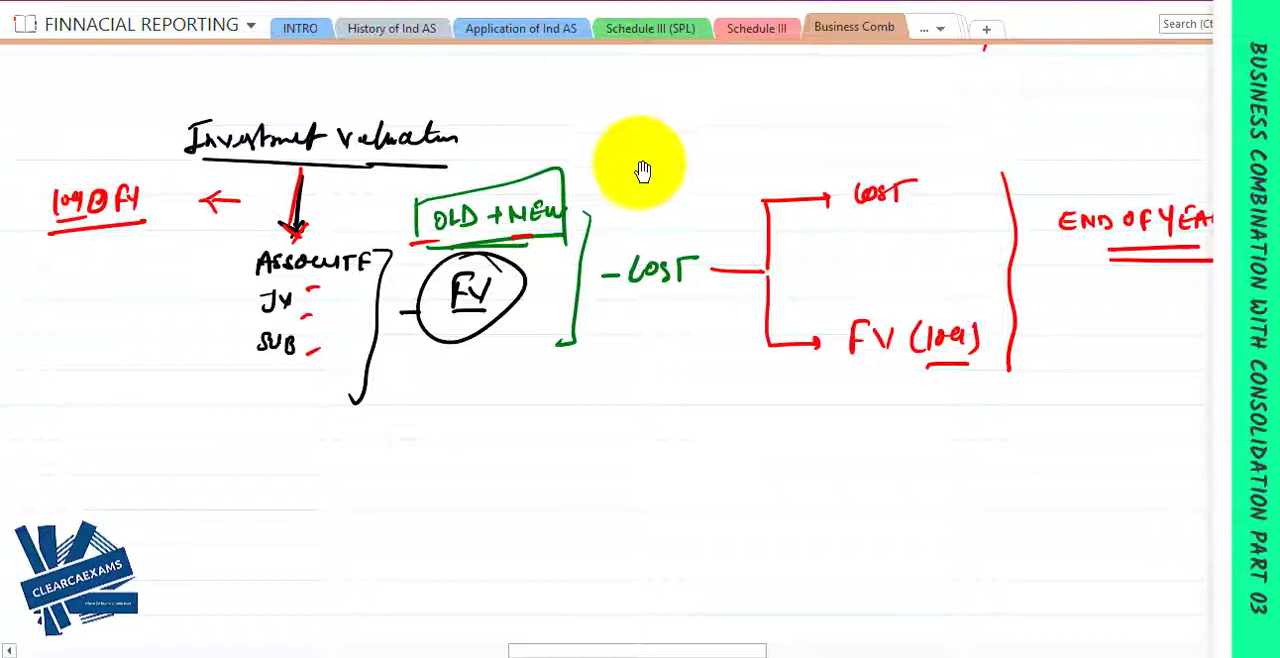 FINNACIAL REPORTING
INTRO
History of Ind AS
Application of Ind AS
Schedule III (SPL)
Schedule III
Business Comb
...
+
Search (Ct
Investment Valuation
109 @ FV
OLD + NEW
ASSOCIATE
JV
SUB
FV
- COST
COST
FV (109)
END OF YEA
CLEARCAEXAMS
BUSINESS COMBINATION WITH CONSOLIDATION PART 03